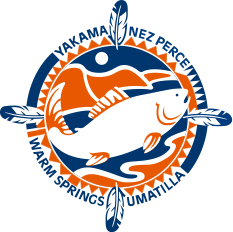 YAKAMA
NEZ PERCE
WARM SPRINGS
UMATILLA